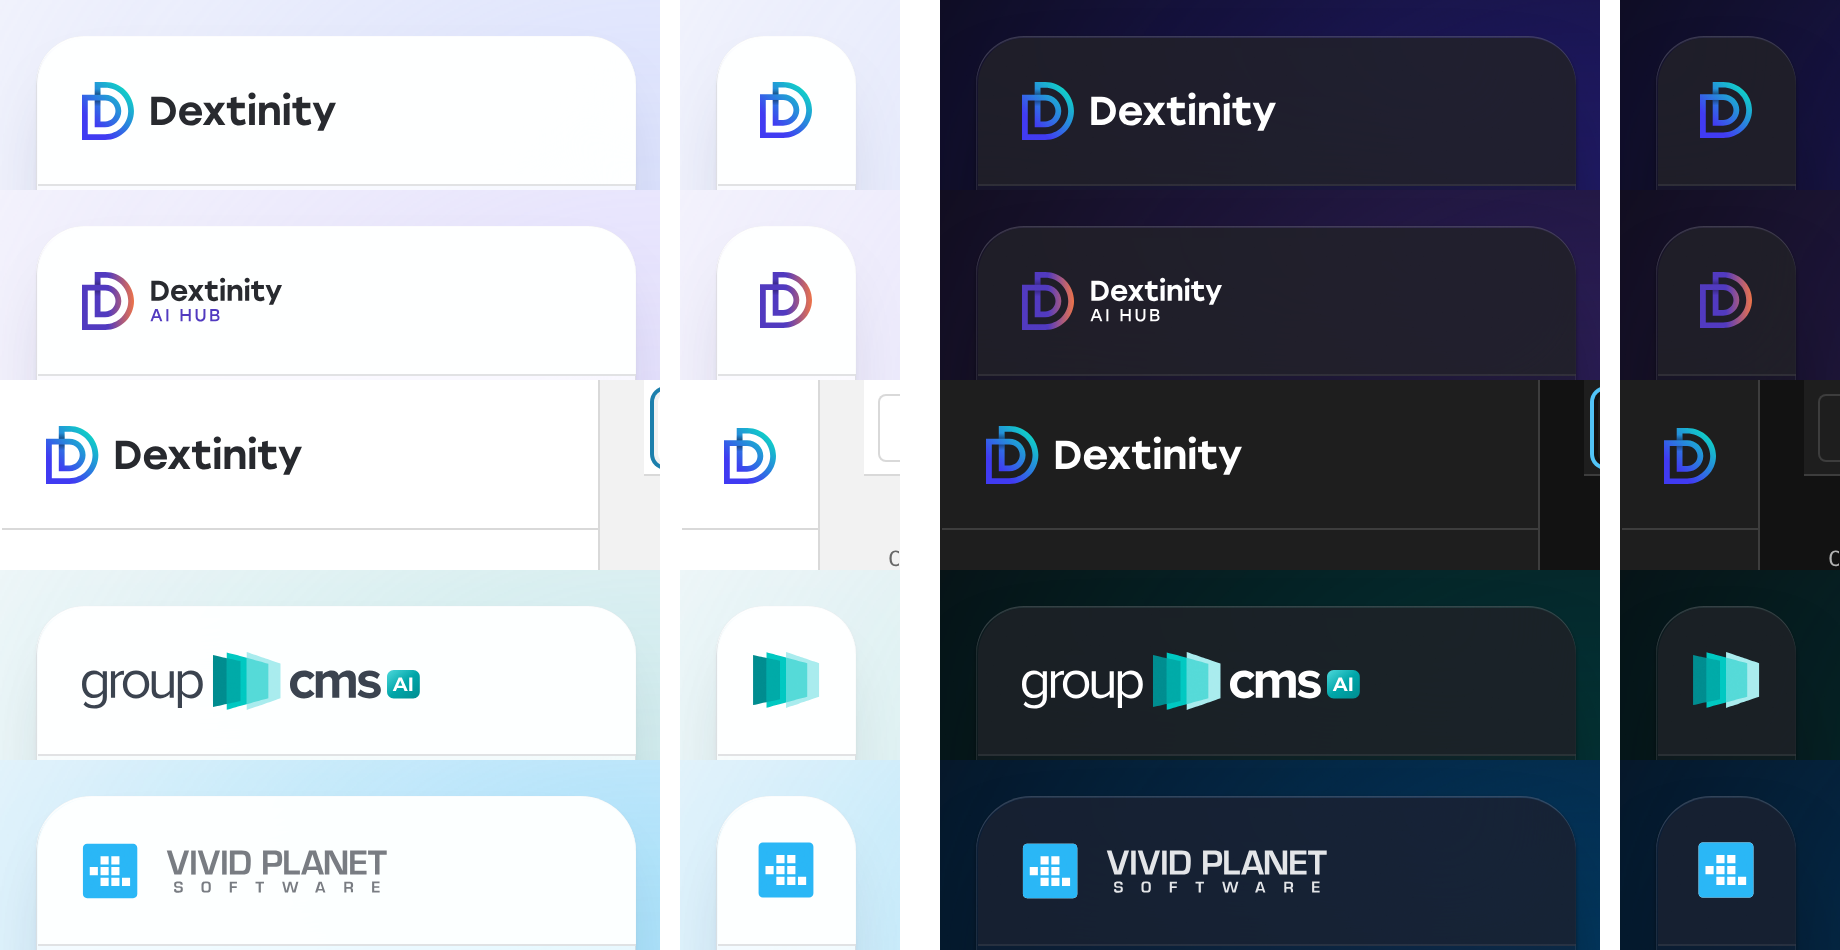 Dextinity
Dextinity
Dextinity
AI HUB
Dextinity
AI HUB
Dextinity
Dextinity
group cms AI
group cms AI
VIVID PLANET
SOFTWARE
VIVID PLANET
SOFTWARE